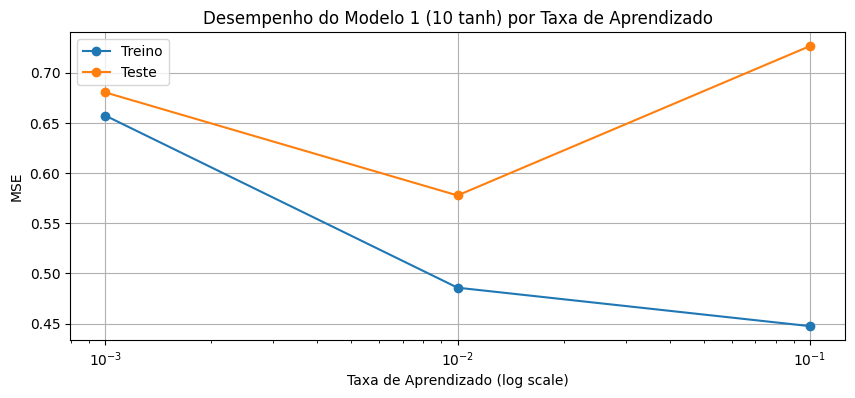 Desempenho do Modelo 1 (10 tanh) por Taxa de Aprendizado
Treino
Teste
0.70
0.65
0.60
0.55
0.50
0.45
MSE
10⁻³
10⁻²
10⁻¹
Taxa de Aprendizado (log scale)